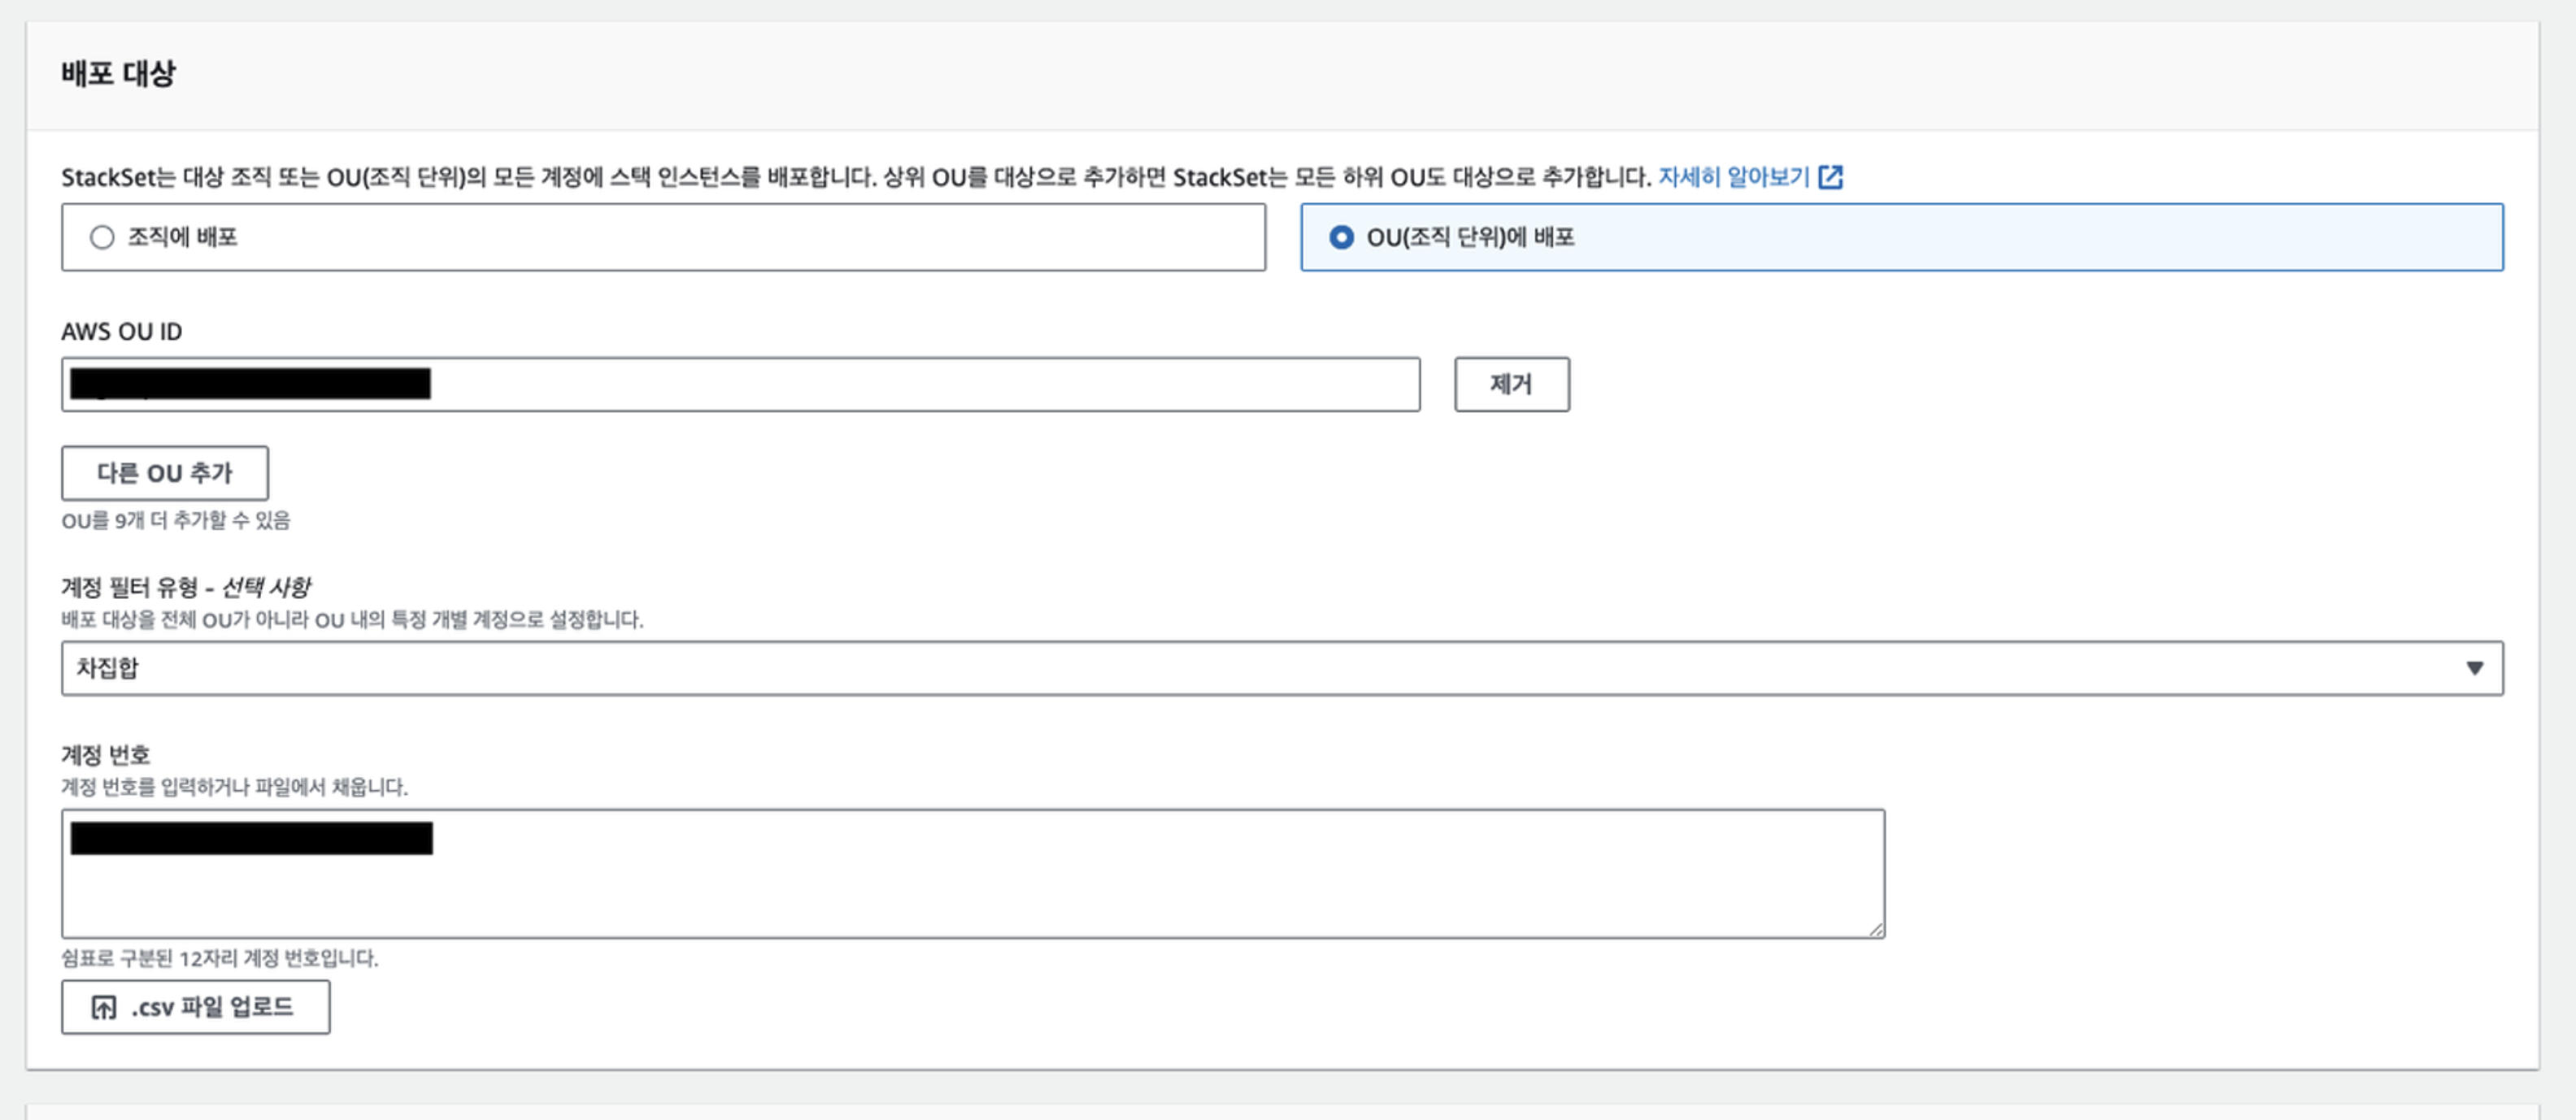 배포 대상
StackSet는 대상 조직 또는 OU(조직 단위)의 모든 계정에 스택 인스턴스를 배포합니다. 상위 OU를 대상으로 추가하면 StackSet는 모든 하위 OU도 대상으로 추가합니다. 자세히 알아보기
조직에 배포
OU(조직 단위)에 배포
AWS OU ID
제거
다른 OU 추가
OU를 9개 더 추가할 수 있음
계정 필터 유형 - 선택 사항
배포 대상을 전체 OU가 아니라 OU 내의 특정 개별 계정으로 설정합니다.
차집합
계정 번호
계정 번호를 입력하거나 파일에서 채웁니다.
쉼표로 구분된 12자리 계정 번호입니다.
.csv 파일 업로드